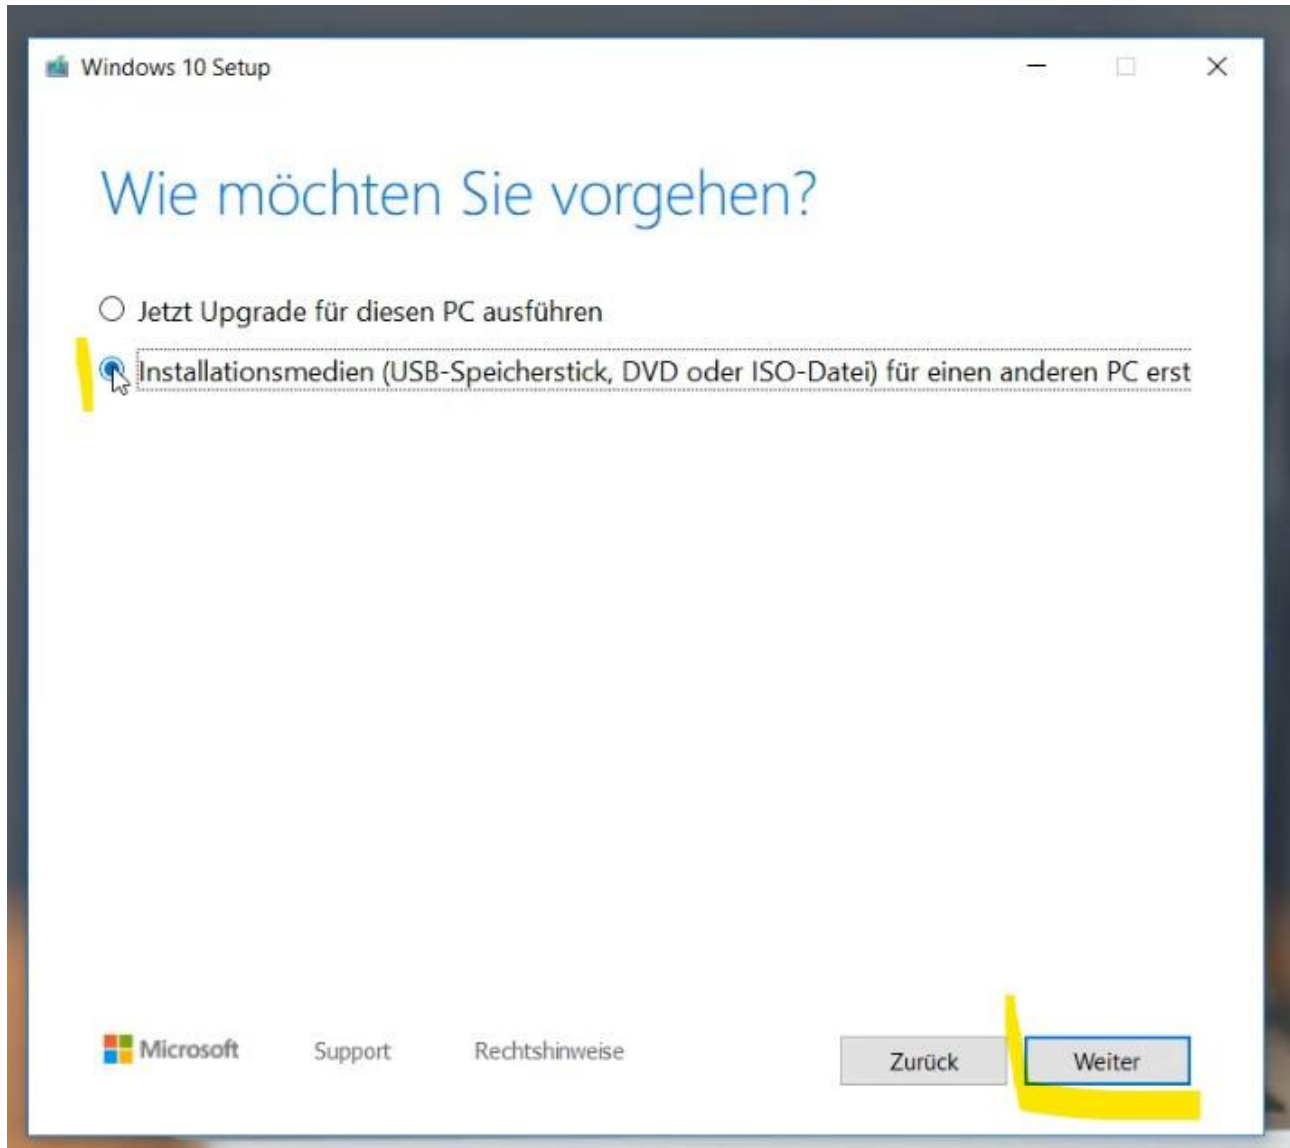 Windows 10 Setup
Wie möchten Sie vorgehen?
Jetzt Upgrade für diesen PC ausführen
Installationsmedien (USB-Speicherstick, DVD oder ISO-Datei) für einen anderen PC erst
Microsoft Support Rechtshinweise Zurück Weiter